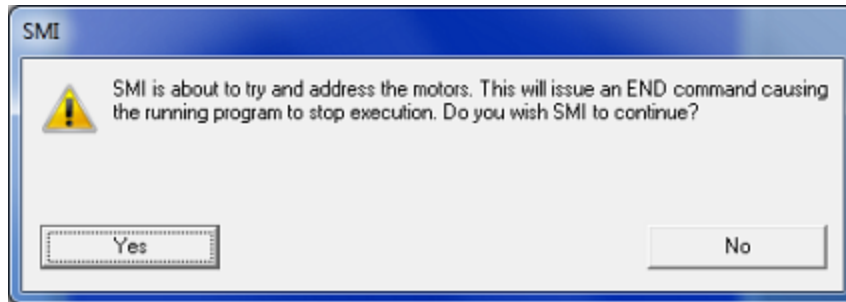 SMI
SMI is about to try and address the motors. This will issue an END command causing
the running program to stop execution. Do you wish SMI to continue?
Yes
No